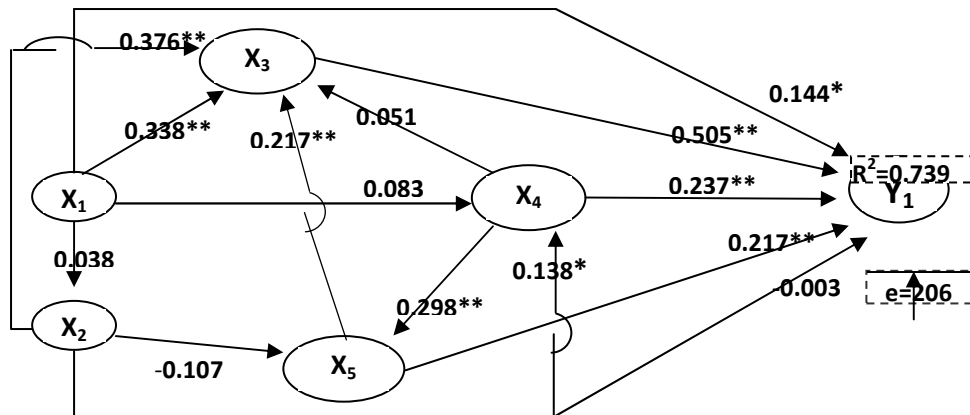 0.376**
X₃
0.144*
0.338**
0.217**
0.051
0.505**
R²=0.739
X₁
0.083
X₄
0.237**
Y₁
0.038
0.138*
0.217**
-0.003
0.298**
e=206
X₂
-0.107
X₅